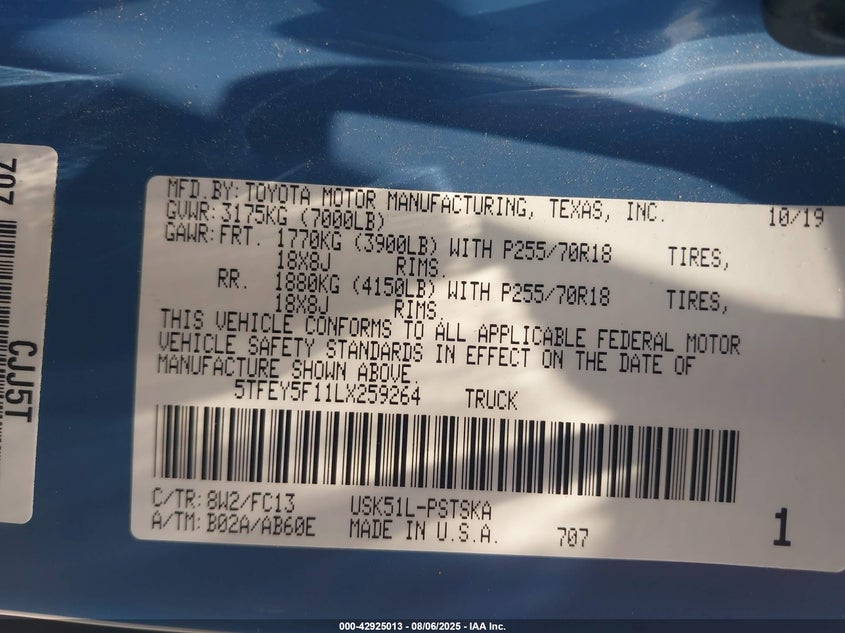 707
CJJ5T
MFD BY: TOYOTA MOTOR MANUFACTURING, TEXAS, INC. 10/19
GVWR: 3175KG (7000LB)
GAWR: FRT. 1770KG (3900LB) WITH P255/70R18 TIRES,
18X8J RIMS.
RR. 1880KG (4150LB) WITH P255/70R18 TIRES,
18X8J RIMS.
THIS VEHICLE CONFORMS TO ALL APPLICABLE FEDERAL MOTOR
VEHICLE SAFETY STANDARDS IN EFFECT ON THE DATE OF
MANUFACTURE SHOWN ABOVE.
5TFEY5F11LX259264 TRUCK
C/TR: 8W2/FC13 USK51L-PSTSKA
A/TM: B02A/AB60E MADE IN U.S.A. 707 1
000-42925013 - 08/06/2025 - IAA Inc.